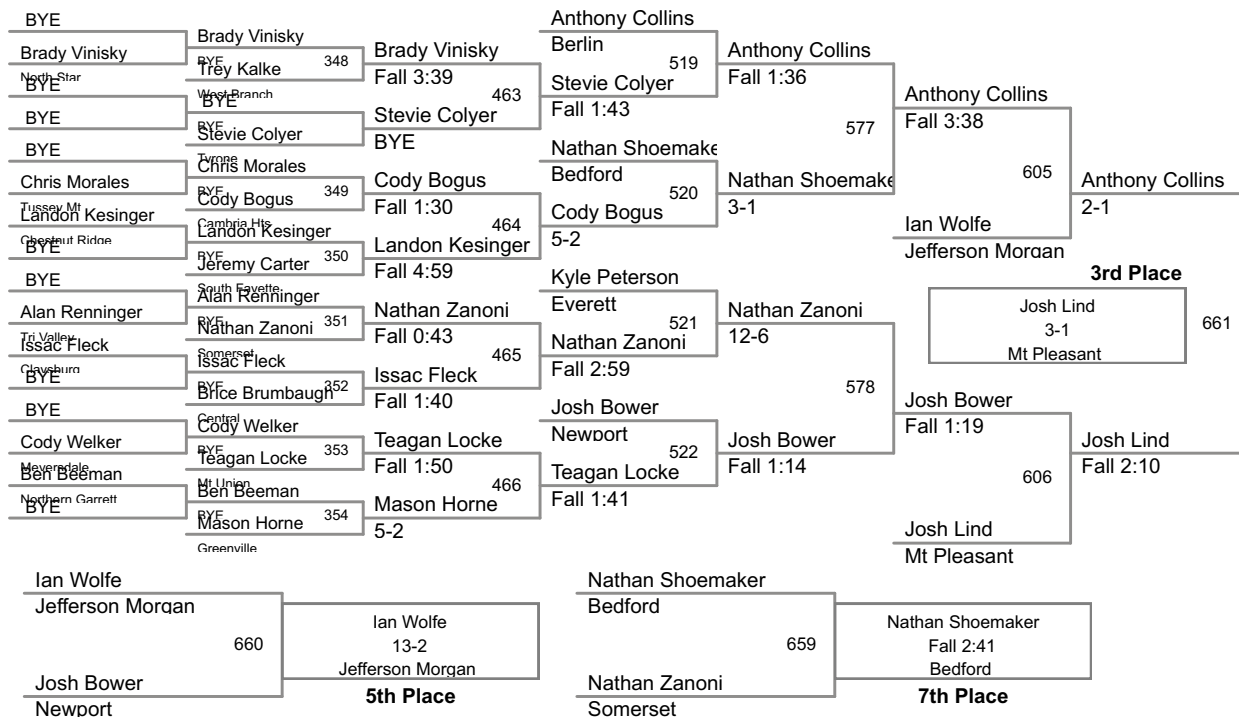 BYE
Brady Vinisky
North Star
BYE
BYE
BYE
Chris Morales
Tussey Mt
Landon Kesinger
Chestnut Ridge
BYE
BYE
Alan Renninger
Tri Valley
Issac Fleck
Claysburg
BYE
BYE
Cody Welker
Meyersdale
Ben Beeman
Northern Garrett
BYE
Brady Vinisky
BYE
348
Trey Kalke
West Branch
BYE
BYE
Stevie Colyer
Tyrone
Chris Morales
BYE
349
Cody Bogus
Cambria Hts
Landon Kesinger
BYE
350
Jeremy Carter
South Fayette
Alan Renninger
BYE
351
Nathan Zanoni
Somerset
Issac Fleck
BYE
352
Brice Brumbaugh
Central
Cody Welker
BYE
353
Teagan Locke
Mt Union
Ben Beeman
BYE
354
Mason Horne
Greenville
Brady Vinisky
Fall 3:39
463
Stevie Colyer
BYE
Cody Bogus
Fall 1:30
464
Landon Kesinger
Fall 4:59
Nathan Zanoni
Fall 0:43
465
Issac Fleck
Fall 1:40
Teagan Locke
Fall 1:50
466
Mason Horne
5-2
Anthony Collins
Berlin
519
Stevie Colyer
Fall 1:43
Nathan Shoemake
Bedford
520
Cody Bogus
5-2
Kyle Peterson
Everett
521
Nathan Zanoni
Fall 2:59
Josh Bower
Newport
522
Teagan Locke
Fall 1:41
Anthony Collins
Fall 1:36
577
Nathan Shoemake
3-1
Nathan Zanoni
12-6
578
Josh Bower
Fall 1:14
Anthony Collins
Fall 3:38
605
Ian Wolfe
Jefferson Morgan
Josh Bower
Fall 1:19
606
Josh Lind
Mt Pleasant
Anthony Collins
2-1
3rd Place
Josh Lind
3-1
Mt Pleasant
661
Josh Lind
Fall 2:10
Ian Wolfe
Jefferson Morgan
660
Josh Bower
Newport
Ian Wolfe
13-2
Jefferson Morgan
5th Place
Nathan Shoemaker
Bedford
659
Nathan Zanoni
Somerset
Nathan Shoemaker
Fall 2:41
Bedford
7th Place